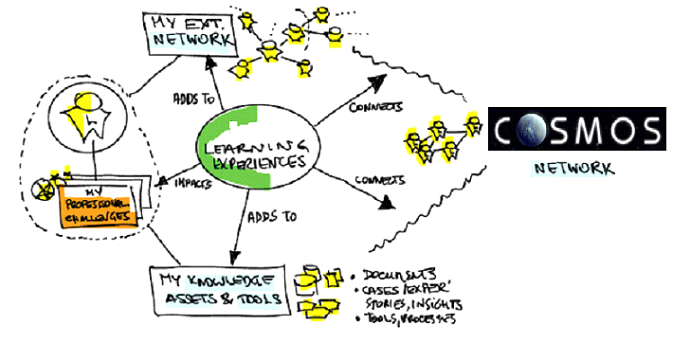 MY EXT.
NETWORK
ADDS TO
CONNECTS
COSMOS
NETWORK
LEARNING
EXPERIENCES
IMPACTS
CONNECTS
MY
PROFESSIONAL
CHALLENGES
ADDS TO
MY KNOWLEDGE
ASSETS & TOOLS
• DOCUMENTS
• CASES/EXPER'
STORIES, INSIGHTS
• TOOLS, PROCESSES